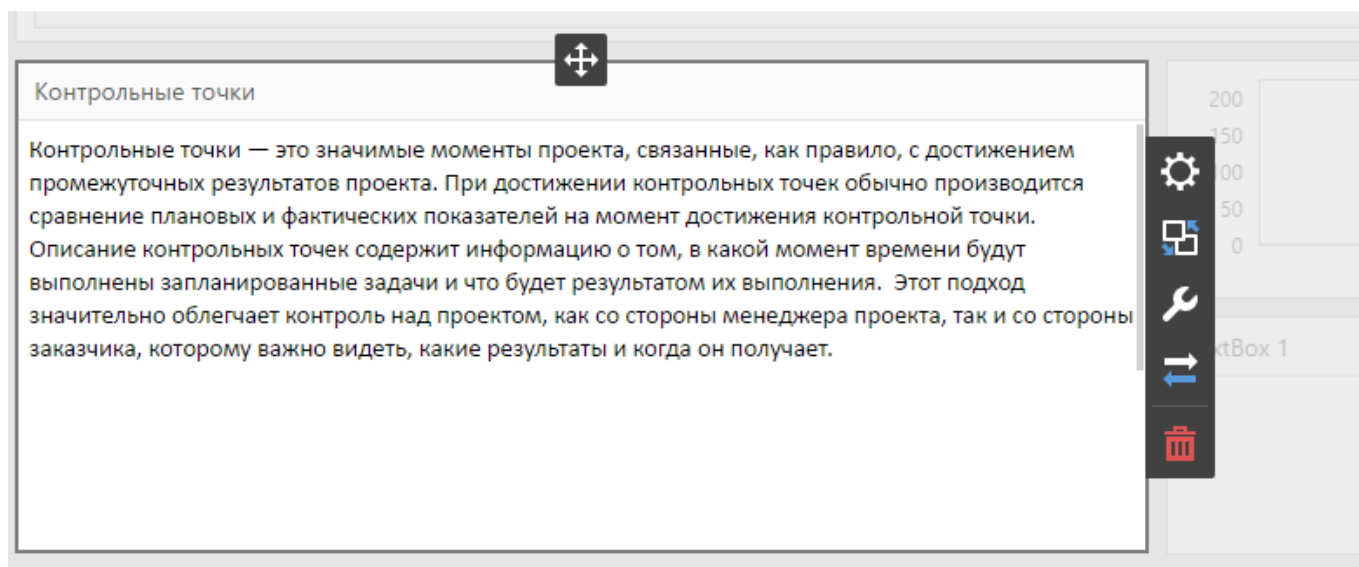 Контрольные точки
Контрольные точки — это значимые моменты проекта, связанные, как правило, с достижением
промежуточных результатов проекта. При достижении контрольных точек обычно производится
сравнение плановых и фактических показателей на момент достижения контрольной точки.
Описание контрольных точек содержит информацию о том, в какой момент времени будут
выполнены запланированные задачи и что будет результатом их выполнения.  Этот подход
значительно облегчает контроль над проектом, как со стороны менеджера проекта, так и со стороны
заказчика, которому важно видеть, какие результаты и когда он получает.
200
150
100
50
0
xtBox 1